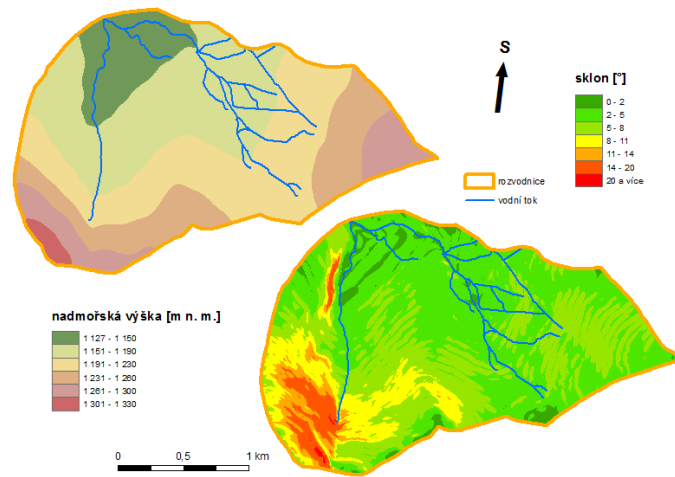 S
sklon [°]
0 - 2
2 - 5
5 - 8
8 - 11
11 - 14
14 - 20
20 a více
rozvodnice
vodní tok
nadmořská výška [m n. m.]
1 127 - 1 150
1 151 - 1 190
1 191 - 1 230
1 231 - 1 260
1 261 - 1 300
1 301 - 1 330
0 0,5 1 km